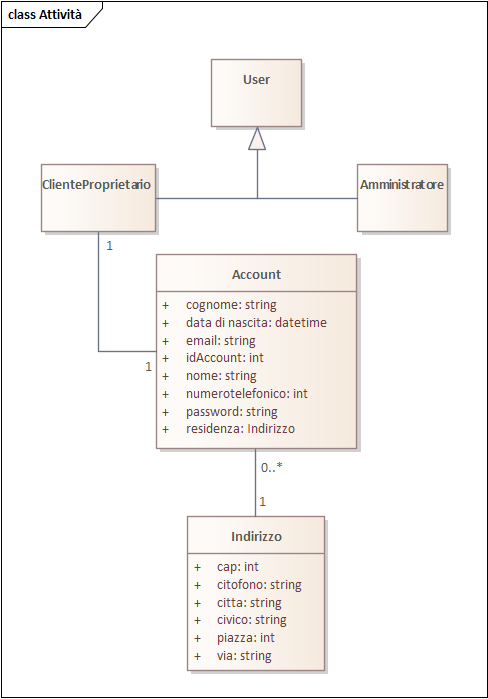 class Attività
User
ClienteProprietario
Amministratore
1
Account
+ cognome: string
+ data di nascita: datetime
+ email: string
+ idAccount: int
+ nome: string
+ numerotelefonico: int
+ password: string
+ residenza: Indirizzo
1
0..*
1
Indirizzo
+ cap: int
+ citofono: string
+ citta: string
+ civico: string
+ piazza: int
+ via: string